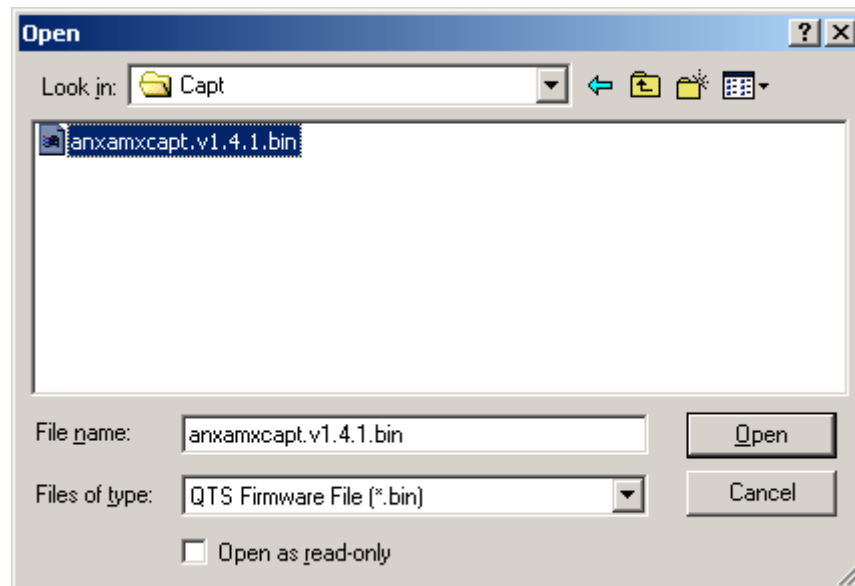 Open
Look in: Capt
anxamxcapt.v1.4.1.bin
File name: anxamxcapt.v1.4.1.bin Open
Files of type: QTS Firmware File (*.bin) Cancel
Open as read-only